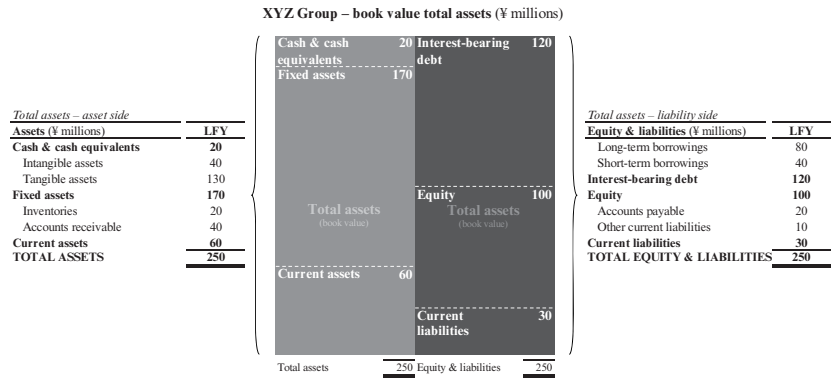 XYZ Group – book value total assets (¥ millions)
Total assets – asset side
Assets (¥ millions) LFY
Cash & cash equivalents 20
Intangible assets 40
Tangible assets 130
Fixed assets 170
Inventories 20
Accounts receivable 40
Current assets 60
TOTAL ASSETS 250
Cash & cash 20
equivalents
Fixed assets 170
Total assets
(book value)
Current assets 60
Total assets 250
Interest-bearing 120
debt
Equity 100
Total assets
(book value)
Current 30
liabilities
Equity & liabilities 250
Total assets – liability side
Equity & liabilities (¥ millions) LFY
Long-term borrowings 80
Short-term borrowings 40
Interest-bearing debt 120
Equity 100
Accounts payable 20
Other current liabilities 10
Current liabilities 30
TOTAL EQUITY & LIABILITIES 250